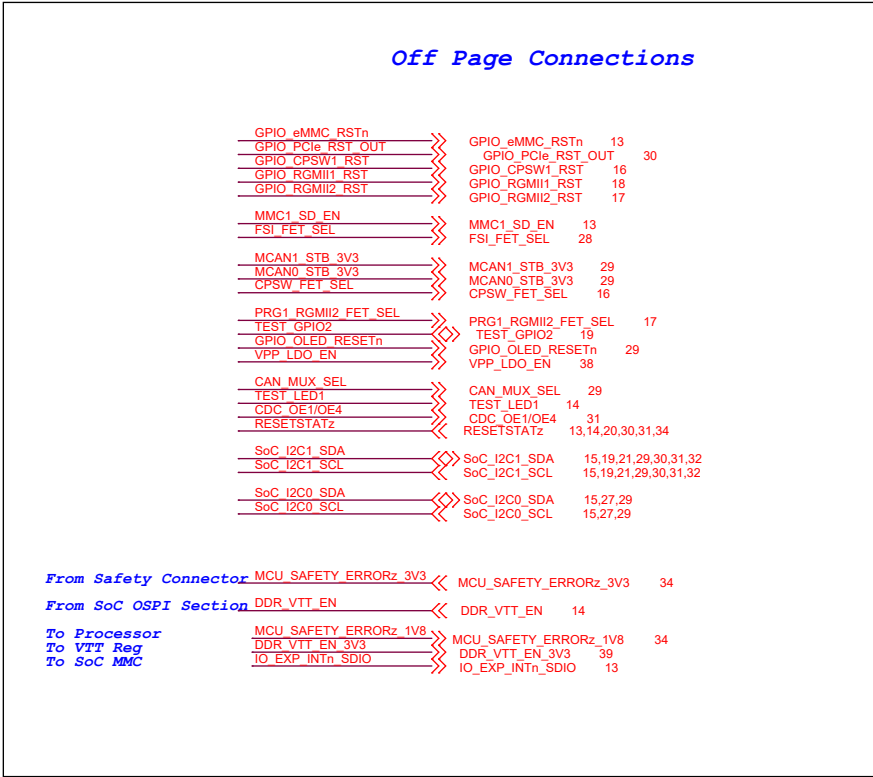 Off Page Connections
GPIO_eMMC_RSTn GPIO_eMMC_RSTn 13
GPIO_PCIe_RST_OUT GPIO_PCIe_RST_OUT 30
GPIO_CPSW1_RST GPIO_CPSW1_RST 16
GPIO_RGMII1_RST GPIO_RGMII1_RST 18
GPIO_RGMII2_RST GPIO_RGMII2_RST 17
MMC1_SD_EN MMC1_SD_EN 13
FSI_FET_SEL FSI_FET_SEL 28
MCAN1_STB_3V3 MCAN1_STB_3V3 29
MCAN0_STB_3V3 MCAN0_STB_3V3 29
CPSW_FET_SEL CPSW_FET_SEL 16
PRG1_RGMII2_FET_SEL PRG1_RGMII2_FET_SEL 17
TEST_GPIO2 TEST_GPIO2 19
GPIO_OLED_RESETn GPIO_OLED_RESETn 29
VPP_LDO_EN VPP_LDO_EN 38
CAN_MUX_SEL CAN_MUX_SEL 29
TEST_LED1 TEST_LED1 14
CDC_OE1/OE4 CDC_OE1/OE4 31
RESETSTATz RESETSTATz 13,14,20,30,31,34
SoC_I2C1_SDA SoC_I2C1_SDA 15,19,21,29,30,31,32
SoC_I2C1_SCL SoC_I2C1_SCL 15,19,21,29,30,31,32
SoC_I2C0_SDA SoC_I2C0_SDA 15,27,29
SoC_I2C0_SCL SoC_I2C0_SCL 15,27,29
From Safety Connector MCU_SAFETY_ERRORz_3V3 MCU_SAFETY_ERRORz_3V3 34
From SoC OSPI Section DDR_VTT_EN DDR_VTT_EN 14
To Processor MCU_SAFETY_ERRORz_1V8 MCU_SAFETY_ERRORz_1V8 34
To VTT Reg DDR_VTT_EN_3V3 DDR_VTT_EN_3V3 39
To SoC MMC IO_EXP_INTn_SDIO IO_EXP_INTn_SDIO 13